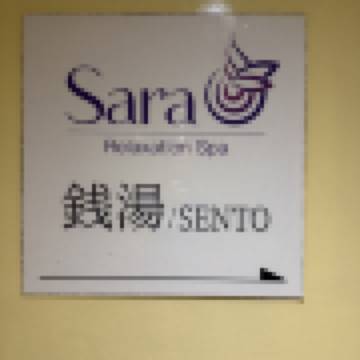 Sara
Relaxation Spa
銭湯/SENTO